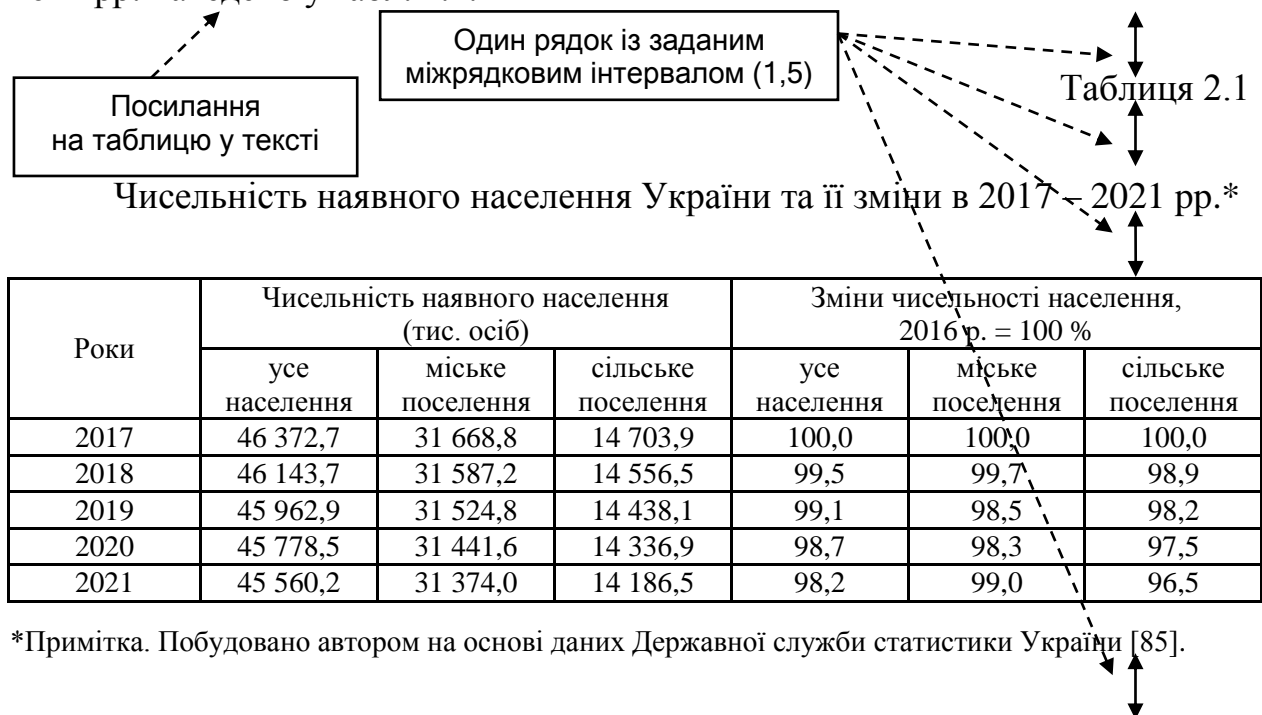 Один рядок із заданим
міжрядковим інтервалом (1,5)
Посилання
на таблицю у тексті
Таблиця 2.1
Чисельність наявного населення України та її зміни в 2017 – 2021 рр.*
Роки
Чисельність наявного населення
(тис. осіб)
Зміни чисельності населення,
2016 р. = 100 %
усе населення міське поселення сільське поселення усе населення міське поселення сільське поселення
2017 46 372,7 31 668,8 14 703,9 100,0 100,0 100,0
2018 46 143,7 31 587,2 14 556,5 99,5 99,7 98,9
2019 45 962,9 31 524,8 14 438,1 99,1 98,5 98,2
2020 45 778,5 31 441,6 14 336,9 98,7 98,3 97,5
2021 45 560,2 31 374,0 14 186,5 98,2 99,0 96,5
*Примітка. Побудовано автором на основі даних Державної служби статистики України [85].